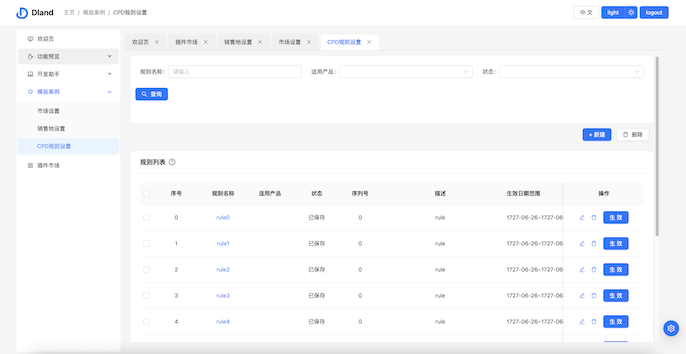 Dland
主页 / 模版案例 / CPD规则设置
中 文
light
logout
欢迎页
功能预览
开发助手
模版案例
市场设置
销售地设置
CPD规则设置
插件市场
欢迎页 ×
插件市场 ×
销售地设置 ×
市场设置 ×
CPD规则设置 ×
规则名称: 请输入
适用产品:
状态:
查询
+ 新建
删除
规则列表
序号 规则名称 适用产品 状态 序列号 描述 生效日期范围 操作
0 rule0 已保存 0 rule 1727-06-26~1727-06 生 效
1 rule1 已保存 0 rule 1727-06-26~1727-06 生 效
2 rule2 已保存 0 rule 1727-06-26~1727-06 生 效
3 rule3 已保存 0 rule 1727-06-26~1727-06 生 效
4 rule4 已保存 0 rule 1727-06-26~1727-06 生 效